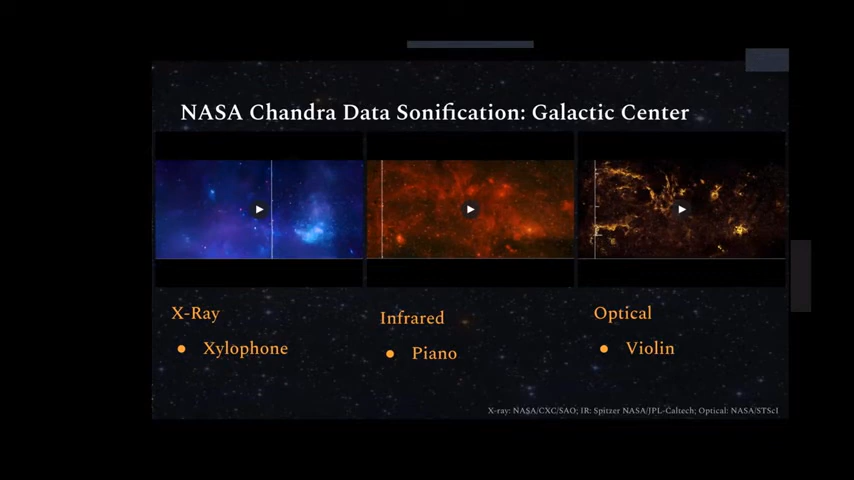 NASA Chandra Data Sonification: Galactic Center
X-Ray
● Xylophone
Infrared
● Piano
Optical
● Violin
X-ray: NASA/CXC/SAO; IR: Spitzer NASA/JPL-Caltech; Optical: NASA/STScI